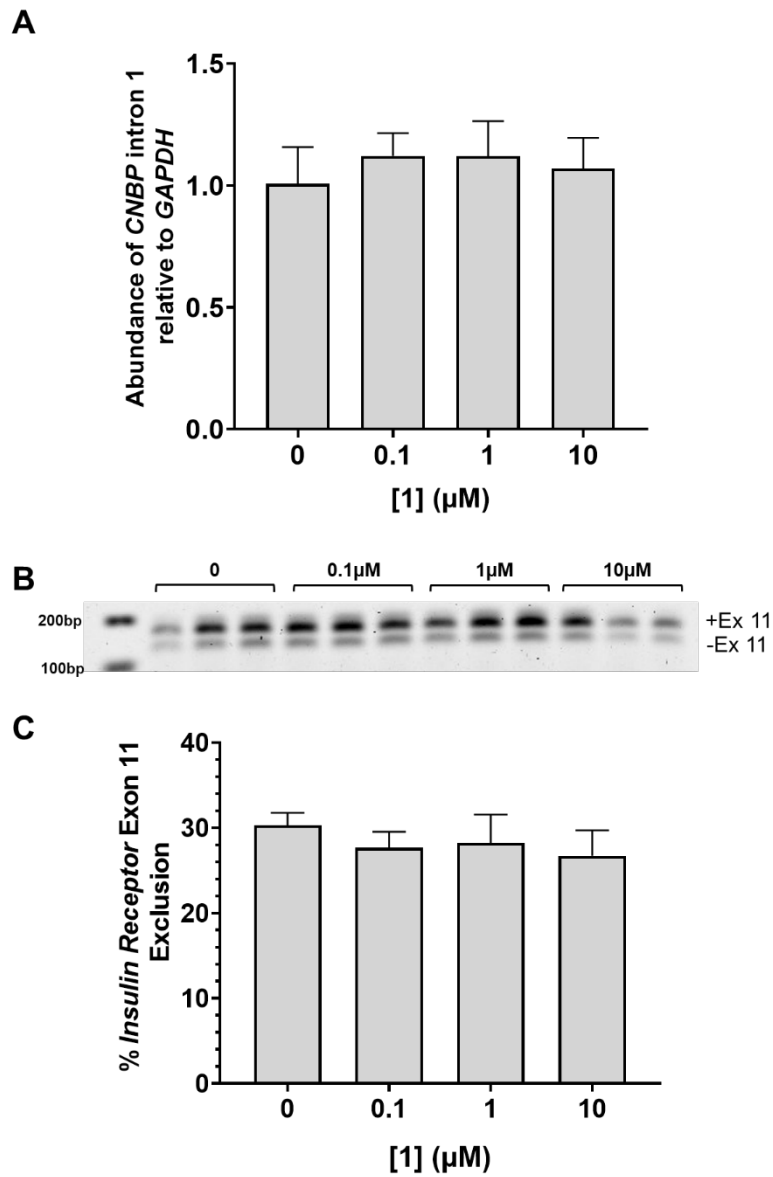 A
Abundance of CNBP intron 1
relative to GAPDH
1.5
1.0
0.5
0.0
0 0.1 1 10
[1] (µM)
B
0 0.1µM 1µM 10µM
200bp
+Ex 11
-Ex 11
100bp
C
% Insulin Receptor Exon 11
Exclusion
40
30
20
10
0
0 0.1 1 10
[1] (µM)